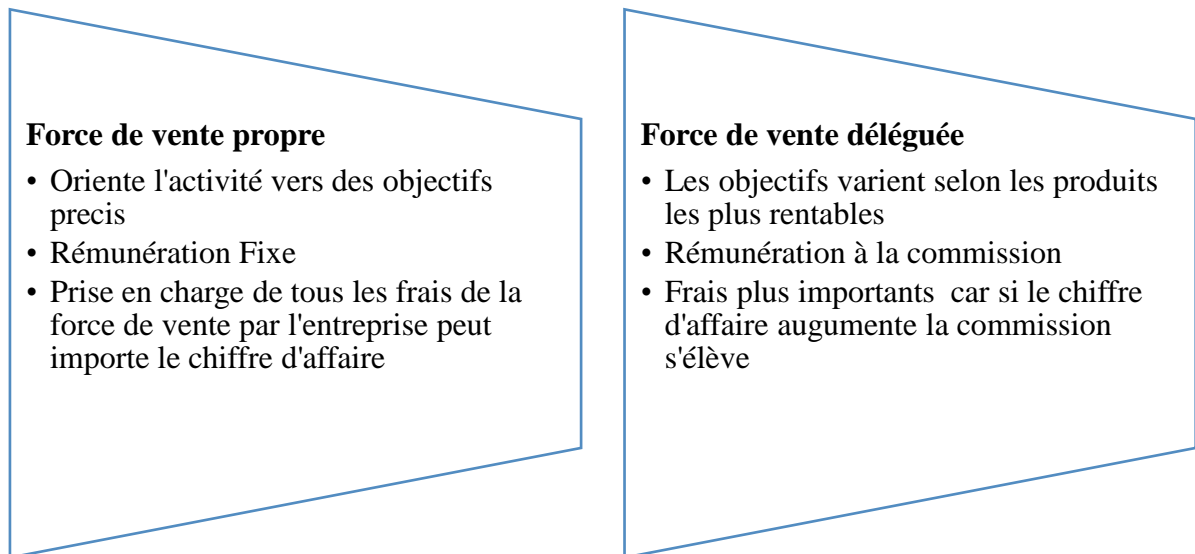 Force de vente propre
• Oriente l'activité vers des objectifs
precis
• Rémunération Fixe
• Prise en charge de tous les frais de la
force de vente par l'entreprise peut
importe le chiffre d'affaire
Force de vente déléguée
• Les objectifs varient selon les produits
les plus rentables
• Rémunération à la commission
• Frais plus importants  car si le chiffre
d'affaire augumente la commission
s'élève